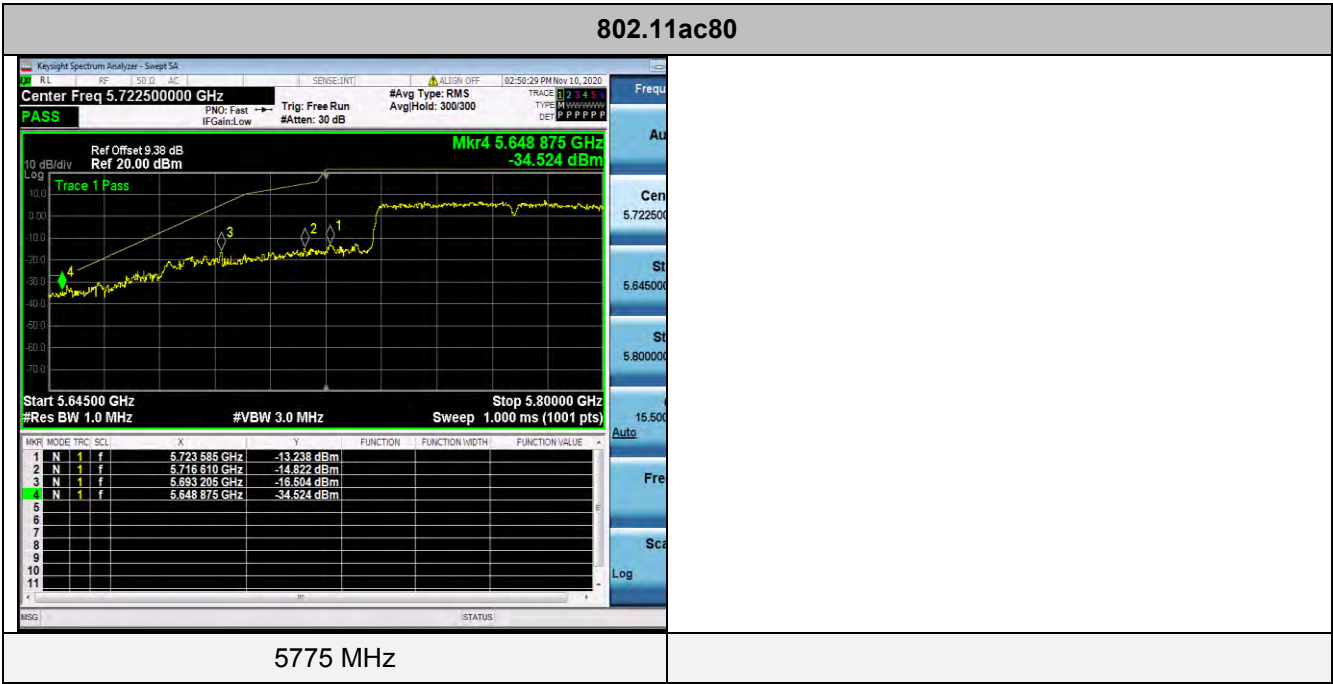 802.11ac80
Keysight Spectrum Analyzer - Swept SA
RL RF 50 Ω AC SENSE:INT ALIGN OFF 02:50:29 PM Nov 10, 2020
Center Freq 5.722500000 GHz
PASS
PNO: Fast
IFGain:Low
Trig: Free Run
#Atten: 30 dB
#Avg Type: RMS
Avg|Hold: 300/300
TRACE 1 2 3 4 5 6
TYPE M WWWWW
DET P P P P P P
Frequ
Au
Cen
5.72250
St
5.645000
St
5.800000
15.500
Auto
Fre
Sca
Log
Mkr4 5.648 875 GHz
-34.524 dBm
Ref Offset 9.38 dB
10 dB/div Ref 20.00 dBm
Log
Trace 1 Pass
10.0
0.00
-10.0
-20.0
-30.0
-40.0
-50.0
-60.0
-70.0
4 3 2 1
Start 5.64500 GHz Stop 5.80000 GHz
#Res BW 1.0 MHz #VBW 3.0 MHz Sweep 1.000 ms (1001 pts)
MKR MODE TRC SCL X Y FUNCTION FUNCTION WIDTH FUNCTION VALUE
1 N 1 f 5.723 585 GHz -13.238 dBm
2 N 1 f 5.716 610 GHz -14.822 dBm
3 N 1 f 5.693 205 GHz -16.504 dBm
4 N 1 f 5.648 875 GHz -34.524 dBm
5
6
7
8
9
10
11
MSG STATUS
5775 MHz